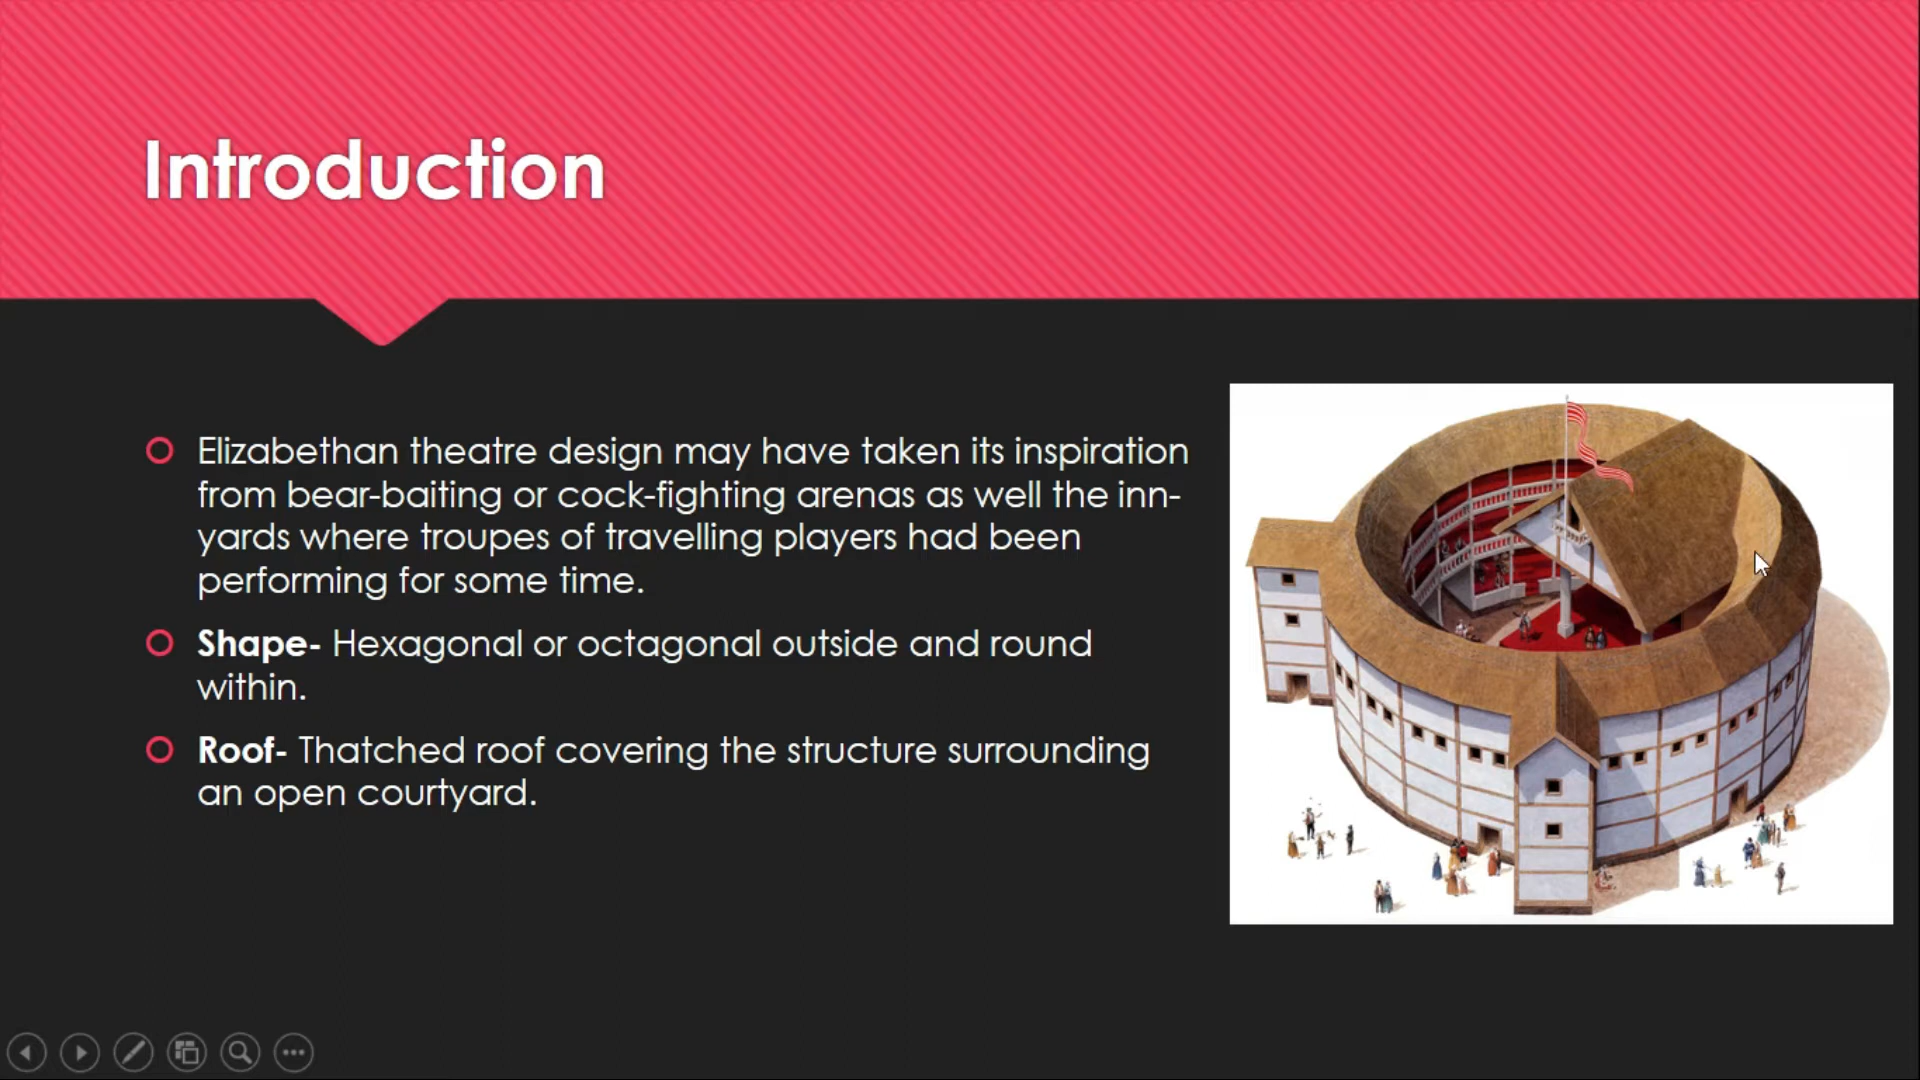 Introduction
Elizabethan theatre design may have taken its inspiration
from bear-baiting or cock-fighting arenas as well the inn-
yards where troupes of travelling players had been
performing for some time.
Shape- Hexagonal or octagonal outside and round
within.
Roof- Thatched roof covering the structure surrounding
an open courtyard.